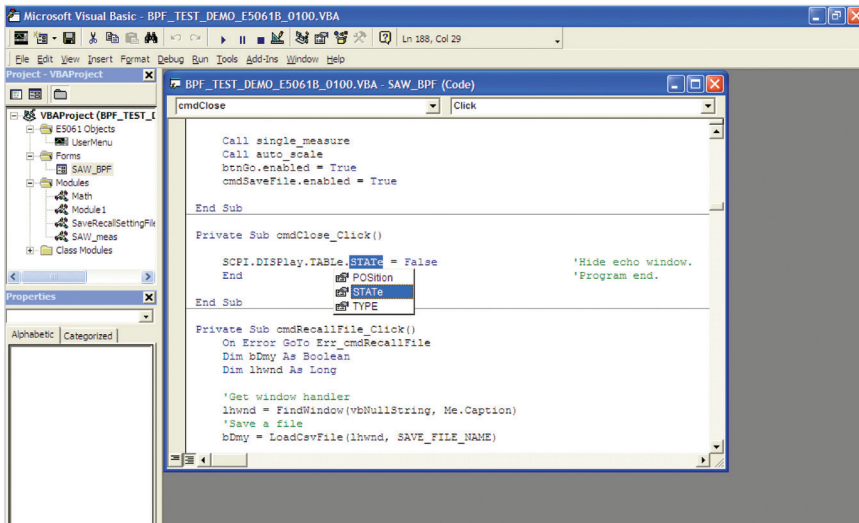 Microsoft Visual Basic - BPF_TEST_DEMO_E5061B_0100.VBA
Ln 188, Col 29
File Edit View Insert Format Debug Run Tools Add-Ins Window Help
Project - VBAProject
VBAProject (BPF_TEST_D
E5061 Objects
UserMenu
Forms
SAW_BPF
Modules
Math
Module1
SaveRecallSettingFile
SAW_meas
Class Modules
Properties
Alphabetic Categorized
BPF_TEST_DEMO_E5061B_0100.VBA - SAW_BPF (Code)
cmdClose Click
Call single_measure
Call auto_scale
btnGo.enabled = True
cmdSaveFile.enabled = True
End Sub
Private Sub cmdClose_Click()
SCPI.DISPlay.TABLe.STATe = False 'Hide echo window.
End 'Program end.
POSition
STATe
TYPE
End Sub
Private Sub cmdRecallFile_Click()
On Error GoTo Err_cmdRecallFile
Dim bDmy As Boolean
Dim lhwnd As Long
'Get window handler
lhwnd = FindWindow(vbNullString, Me.Caption)
'Save a file
bDmy = LoadCsvFile(lhwnd, SAVE_FILE_NAME)